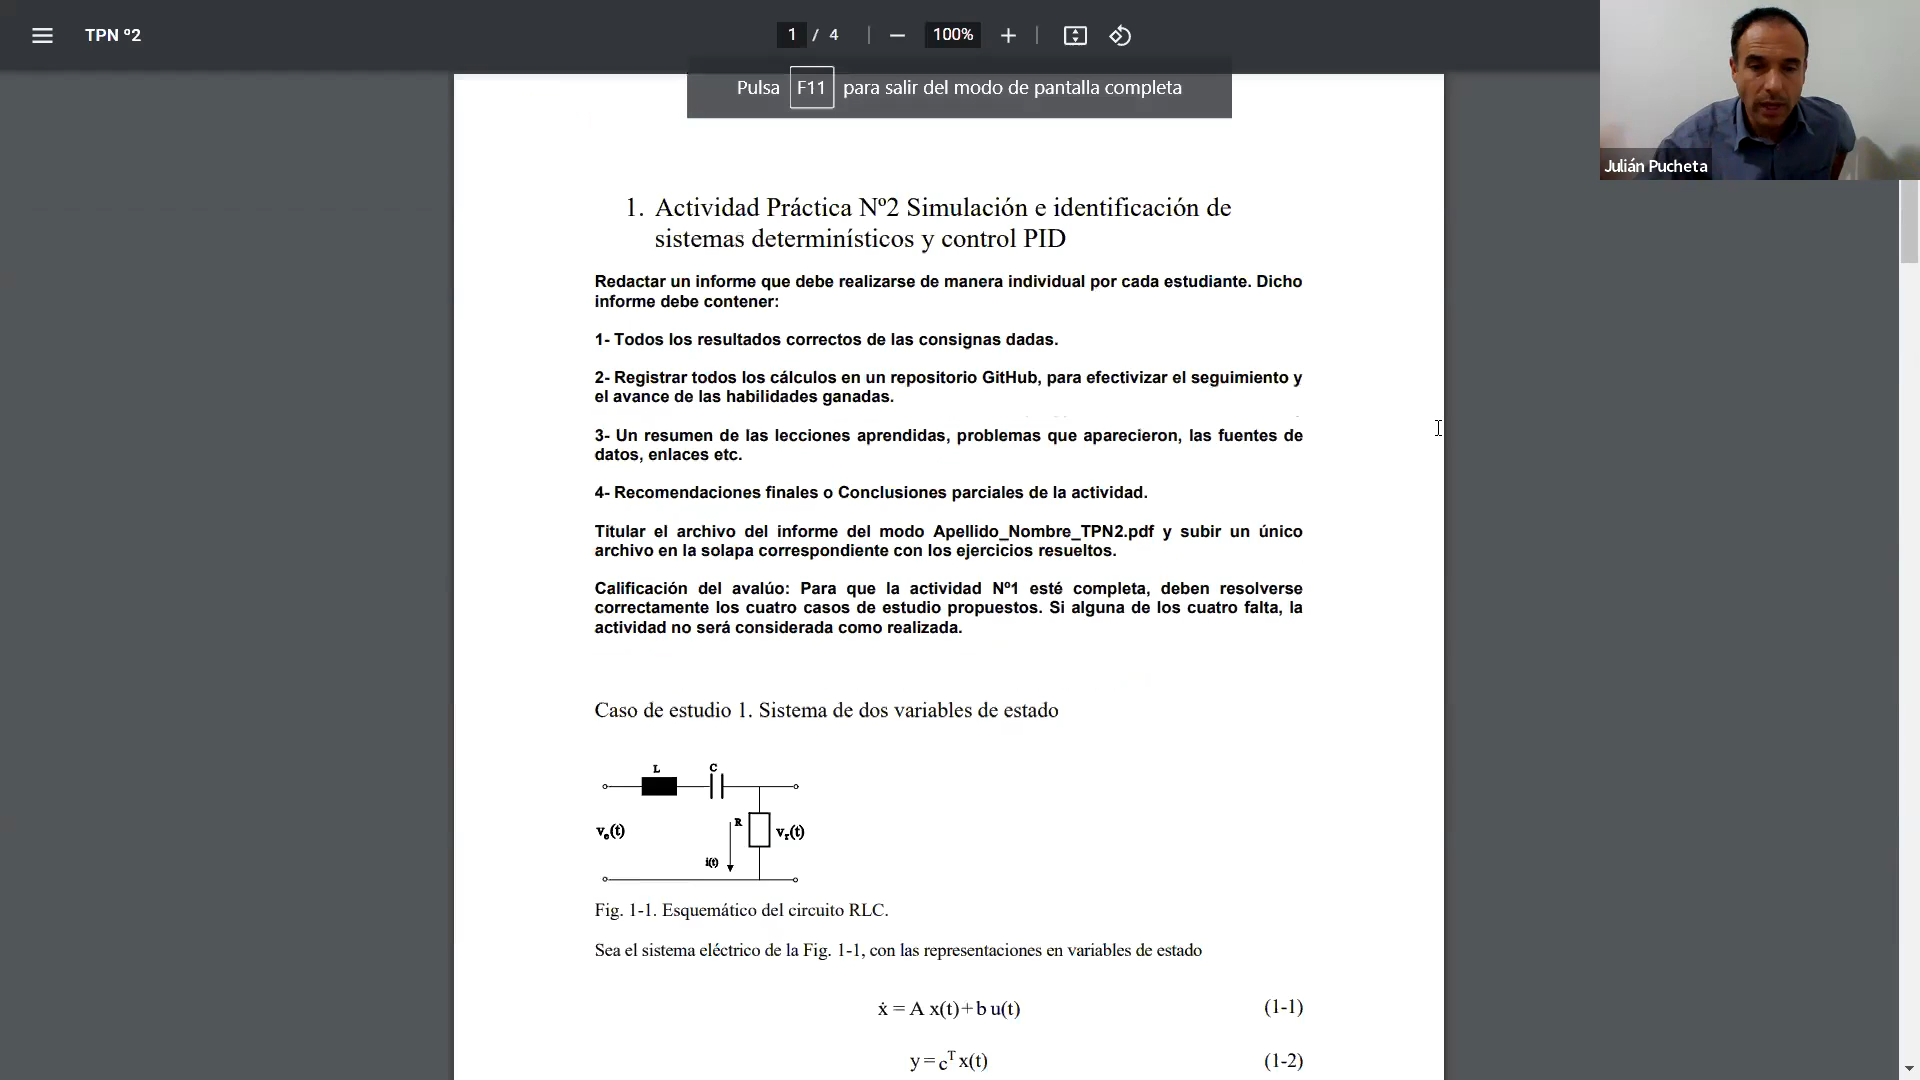 TPN º2
1 / 4
100%
Pulsa F11 para salir del modo de pantalla completa
Julián Pucheta
1. Actividad Práctica Nº2 Simulación e identificación de
sistemas determinísticos y control PID
Redactar un informe que debe realizarse de manera individual por cada estudiante. Dicho
informe debe contener:
1- Todos los resultados correctos de las consignas dadas.
2- Registrar todos los cálculos en un repositorio GitHub, para efectivizar el seguimiento y
el avance de las habilidades ganadas.
3- Un resumen de las lecciones aprendidas, problemas que aparecieron, las fuentes de
datos, enlaces etc.
4- Recomendaciones finales o Conclusiones parciales de la actividad.
Titular el archivo del informe del modo Apellido_Nombre_TPN2.pdf y subir un único
archivo en la solapa correspondiente con los ejercicios resueltos.
Calificación del avalúo: Para que la actividad Nº1 esté completa, deben resolverse
correctamente los cuatro casos de estudio propuestos. Si alguna de los cuatro falta, la
actividad no será considerada como realizada.
Caso de estudio 1. Sistema de dos variables de estado
L C
R
vₑ(t) vᵣ(t)
i(t)
Fig. 1-1. Esquemático del circuito RLC.
Sea el sistema eléctrico de la Fig. 1-1, con las representaciones en variables de estado
ẋ = A x(t)+b u(t) (1-1)
y = cᵀ x(t) (1-2)